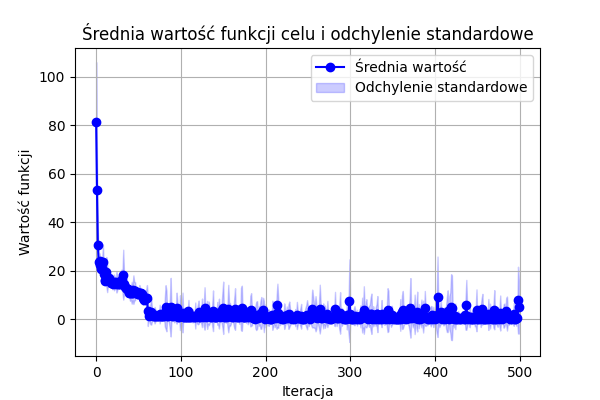 Średnia wartość funkcji celu i odchylenie standardowe
Średnia wartość
Odchylenie standardowe
Wartość funkcji
100
80
60
40
20
0
0 100 200 300 400 500
Iteracja